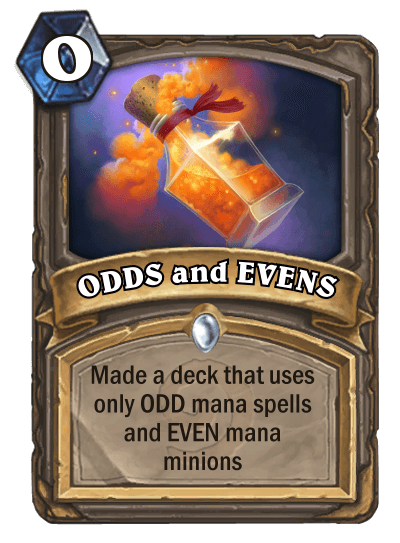 0
ODDS and EVENS
Made a deck that uses
only ODD mana spells
and EVEN mana
minions